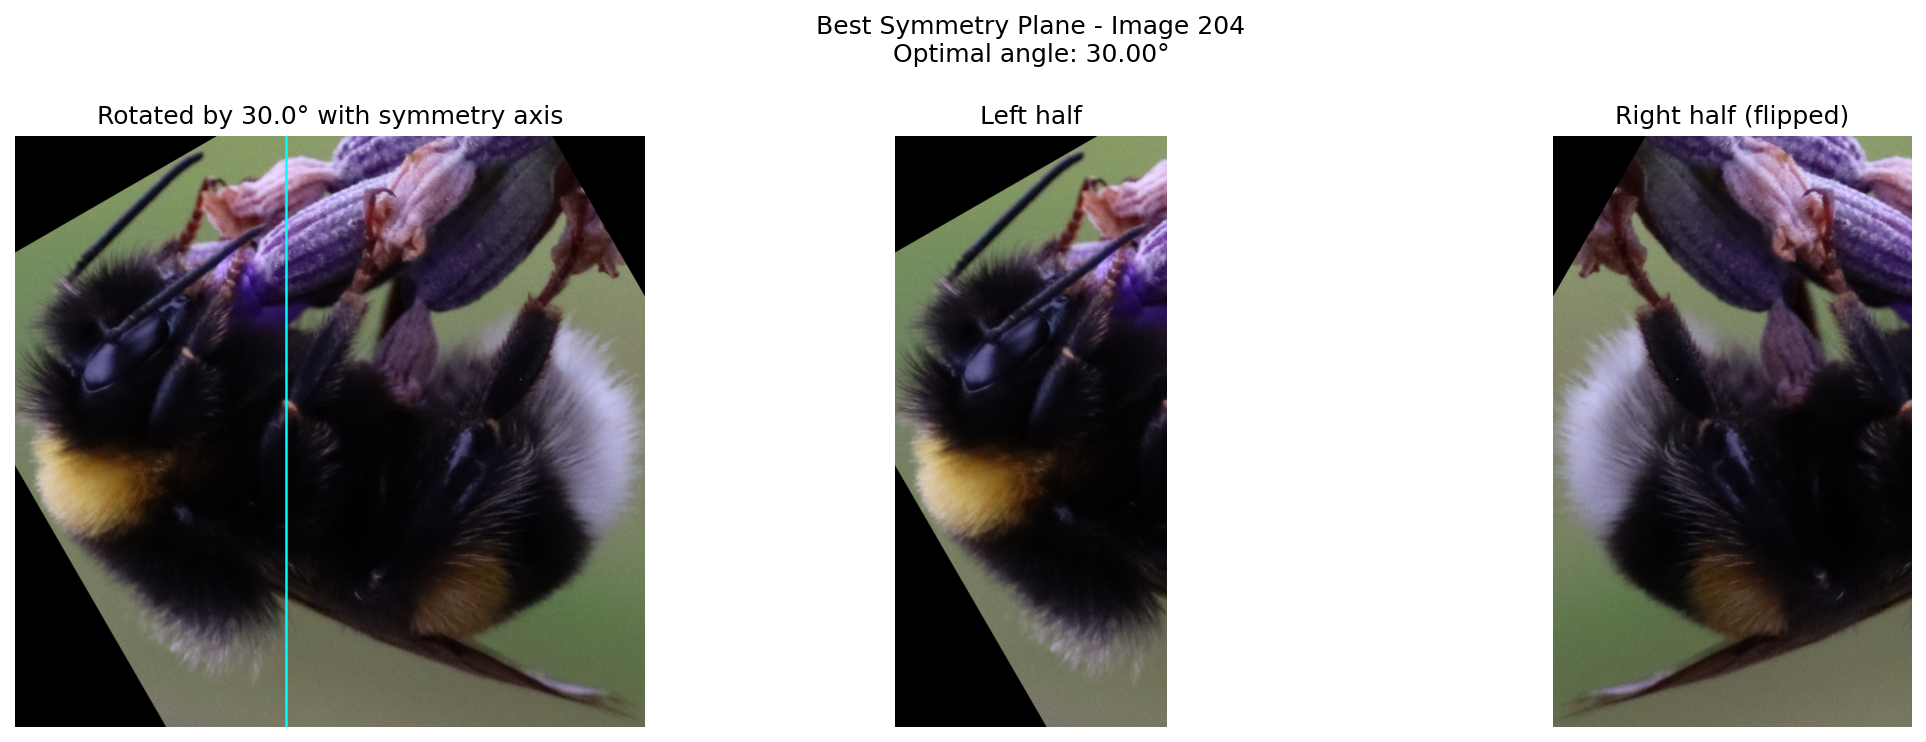 Best Symmetry Plane - Image 204
Optimal angle: 30.00°
Rotated by 30.0° with symmetry axis
Left half
Right half (flipped)